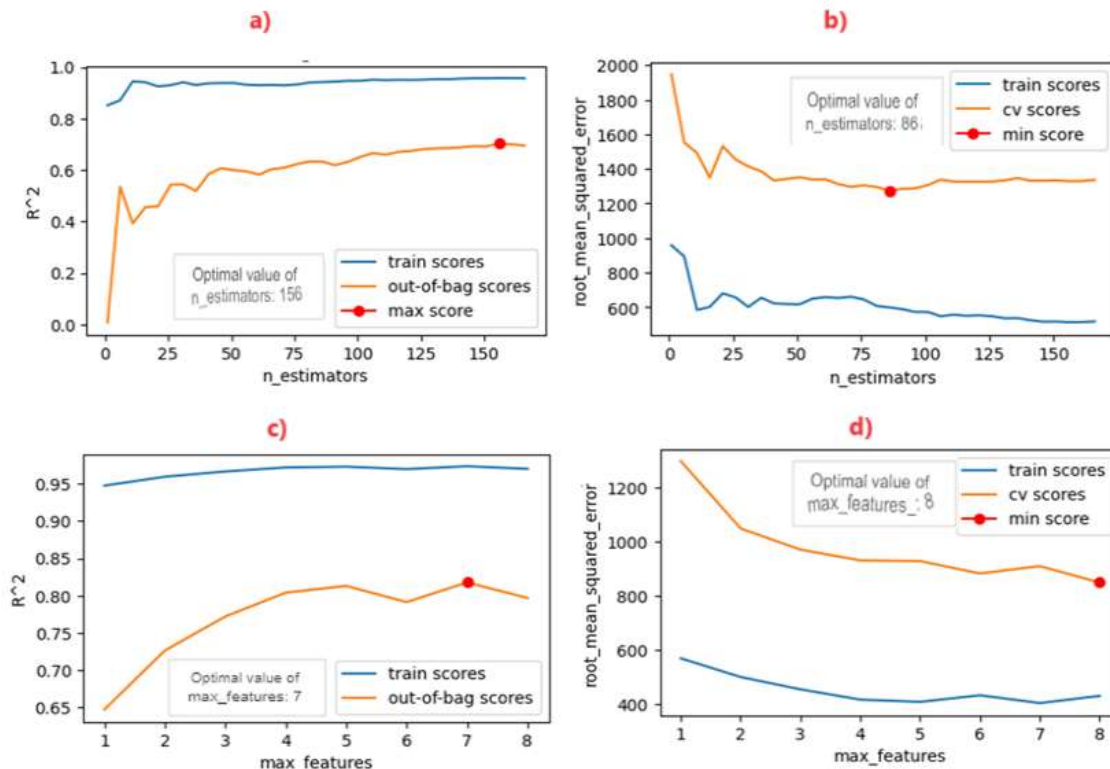 a)
1.0
0.8
0.6
0.4
0.2
0.0
R^2
Optimal value of
n_estimators: 156
train scores
out-of-bag scores
max score
0 25 50 75 100 125 150
n_estimators
b)
2000
1800
1600
1400
1200
1000
800
600
root_mean_squared_error
Optimal value of
n_estimators: 86
train scores
cv scores
min score
0 25 50 75 100 125 150
n_estimators
c)
0.95
0.90
0.85
0.80
0.75
0.70
0.65
R^2
Optimal value of
max_features: 7
train scores
out-of-bag scores
1 2 3 4 5 6 7 8
max_features
d)
1200
1000
800
600
400
root_mean_squared_error
Optimal value of
max_features_: 8
train scores
cv scores
min score
1 2 3 4 5 6 7 8
max_features